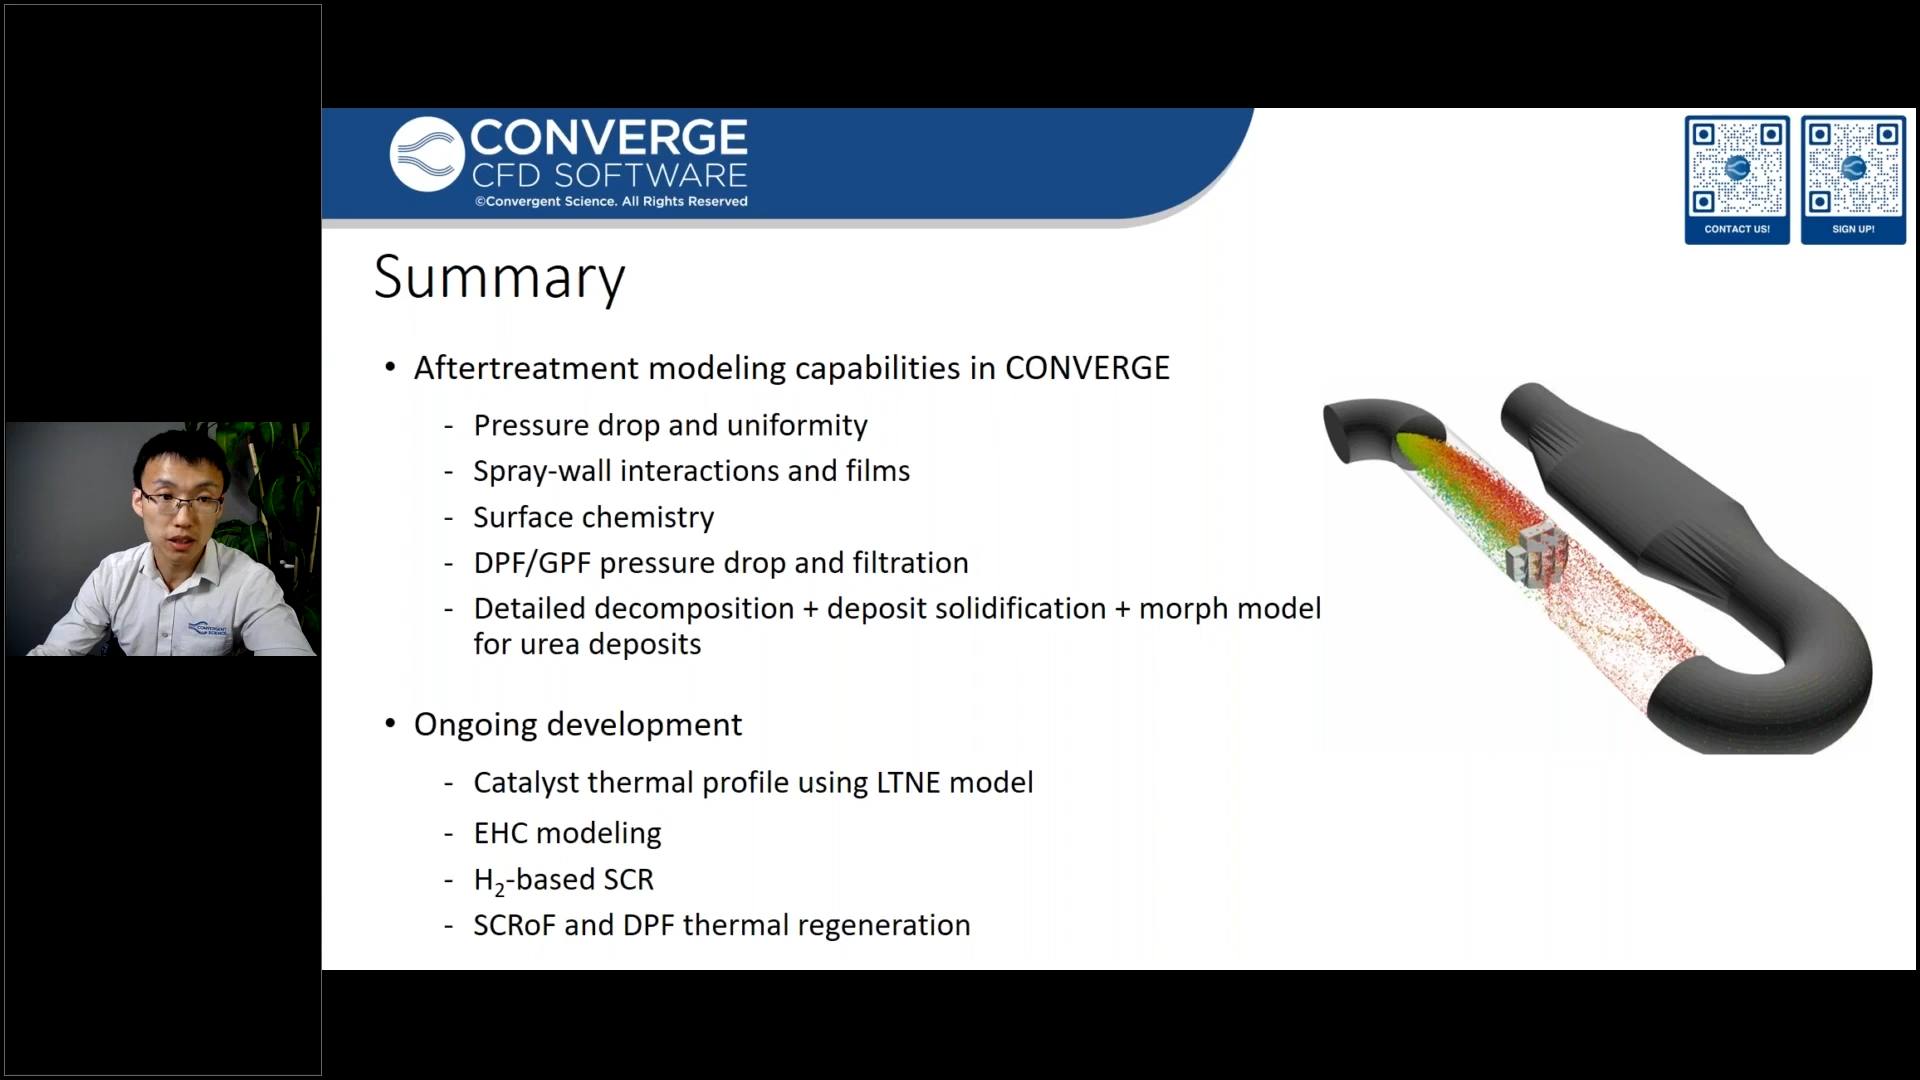 CONVERGE
CFD SOFTWARE
©Convergent Science. All Rights Reserved
CONTACT US!
SIGN UP!
Summary
• Aftertreatment modeling capabilities in CONVERGE
- Pressure drop and uniformity
- Spray-wall interactions and films
- Surface chemistry
- DPF/GPF pressure drop and filtration
- Detailed decomposition + deposit solidification + morph model
for urea deposits
• Ongoing development
- Catalyst thermal profile using LTNE model
- EHC modeling
- H₂-based SCR
- SCRoF and DPF thermal regeneration
CONVERGENT
SCIENCE